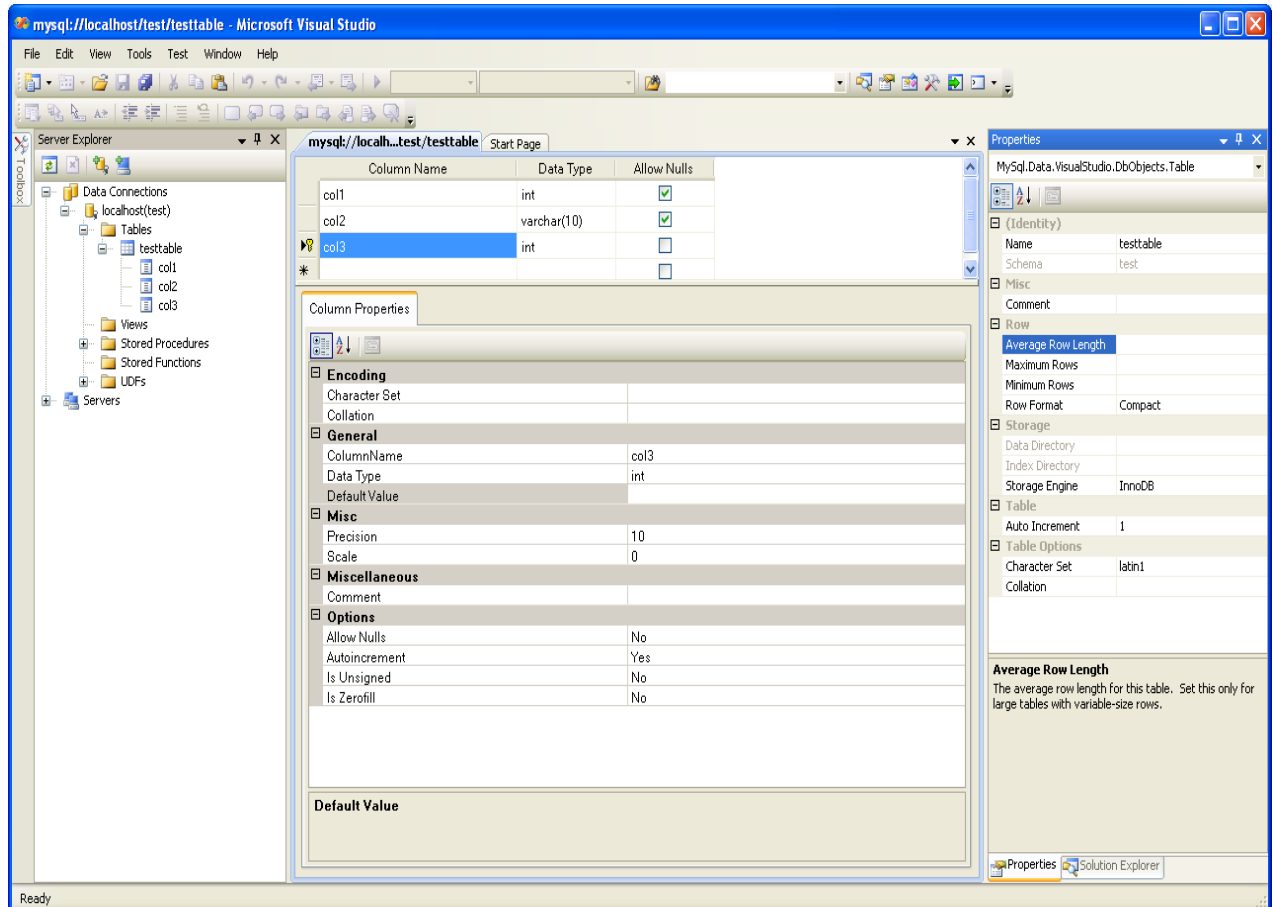 mysql://localhost/test/testtable - Microsoft Visual Studio
File Edit View Tools Test Window Help
Toolbox
Server Explorer
Data Connections
localhost(test)
Tables
testtable
col1
col2
col3
Views
Stored Procedures
Stored Functions
UDFs
Servers
mysql://localh...test/testtable Start Page
Column Name Data Type Allow Nulls
col1 int
col2 varchar(10)
col3 int
Column Properties
Encoding
Character Set
Collation
General
ColumnName col3
Data Type int
Default Value
Misc
Precision 10
Scale 0
Miscellaneous
Comment
Options
Allow Nulls No
Autoincrement Yes
Is Unsigned No
Is Zerofill No
Default Value
Properties
MySql.Data.VisualStudio.DbObjects.Table
(Identity)
Name testtable
Schema test
Misc
Comment
Row
Average Row Length
Maximum Rows
Minimum Rows
Row Format Compact
Storage
Data Directory
Index Directory
Storage Engine InnoDB
Table
Auto Increment 1
Table Options
Character Set latin1
Collation
Average Row Length
The average row length for this table. Set this only for
large tables with variable-size rows.
Properties Solution Explorer
Ready